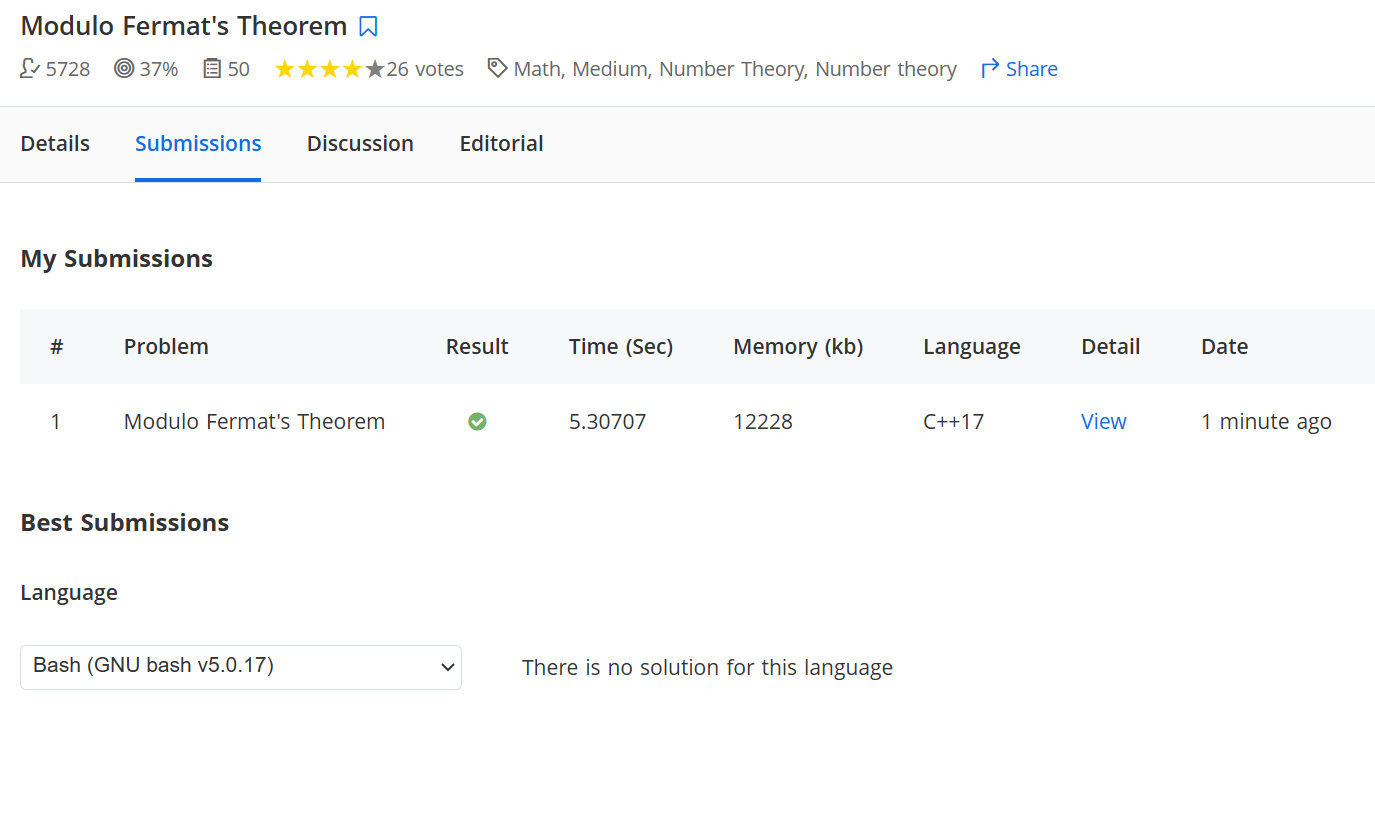 Modulo Fermat's Theorem
5728 37% 50 26 votes Math, Medium, Number Theory, Number theory Share
Details Submissions Discussion Editorial
My Submissions
# Problem Result Time (Sec) Memory (kb) Language Detail Date
1 Modulo Fermat's Theorem 5.30707 12228 C++17 View 1 minute ago
Best Submissions
Language
Bash (GNU bash v5.0.17) There is no solution for this language